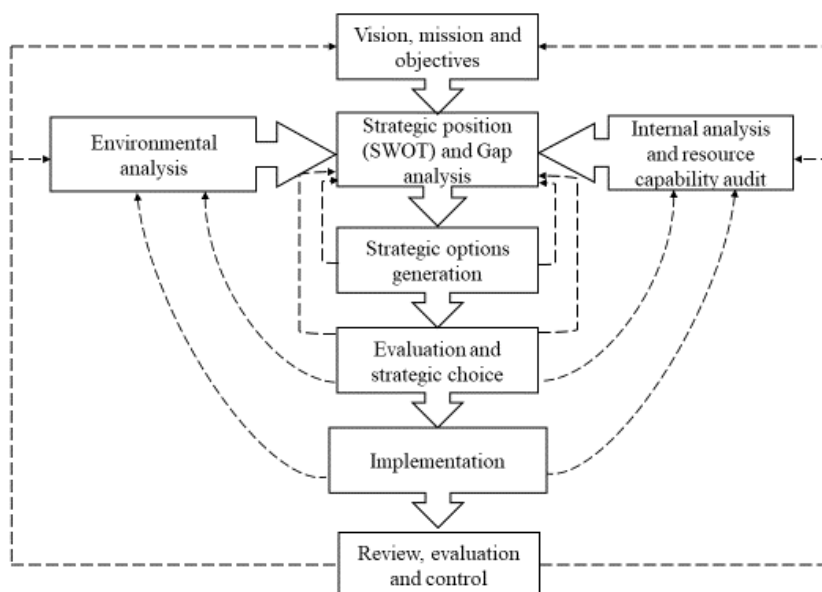 Vision, mission and
objectives
Environmental
analysis
Strategic position
(SWOT) and Gap
analysis
Internal analysis
and resource
capability audit
Strategic options
generation
Evaluation and
strategic choice
Implementation
Review, evaluation
and control